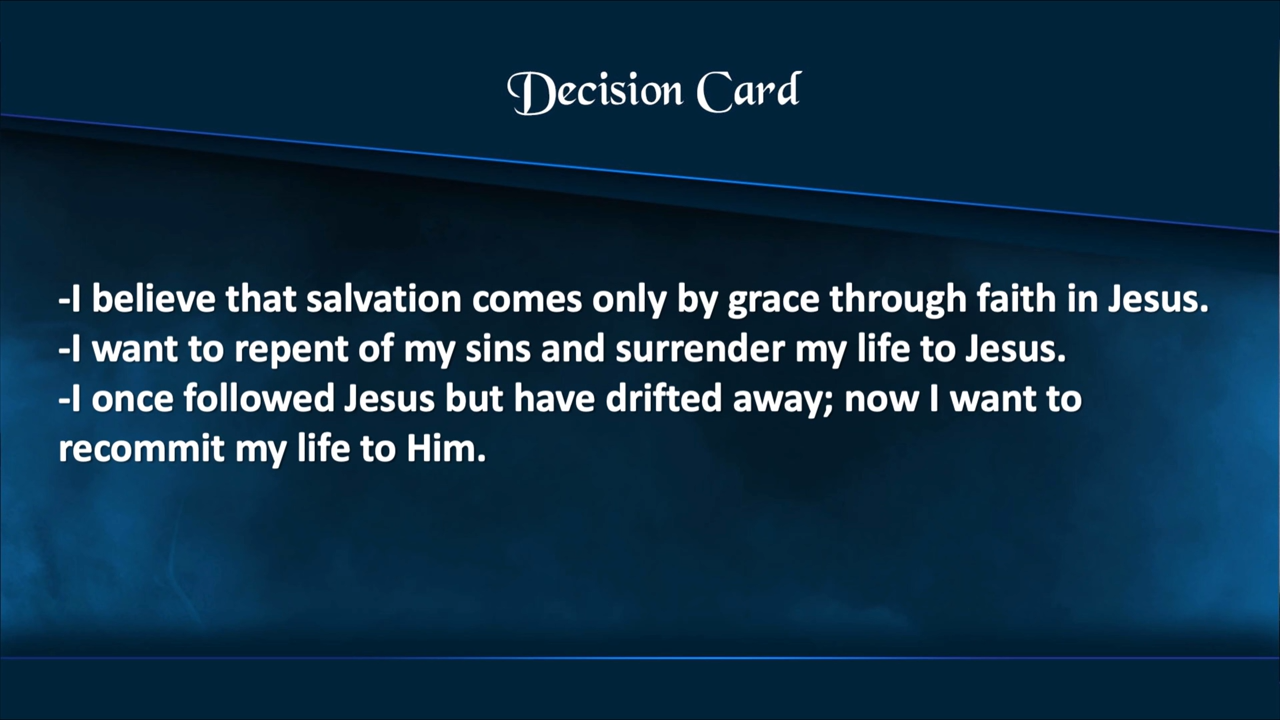 Decision Card
-I believe that salvation comes only by grace through faith in Jesus.
-I want to repent of my sins and surrender my life to Jesus.
-I once followed Jesus but have drifted away; now I want to
recommit my life to Him.